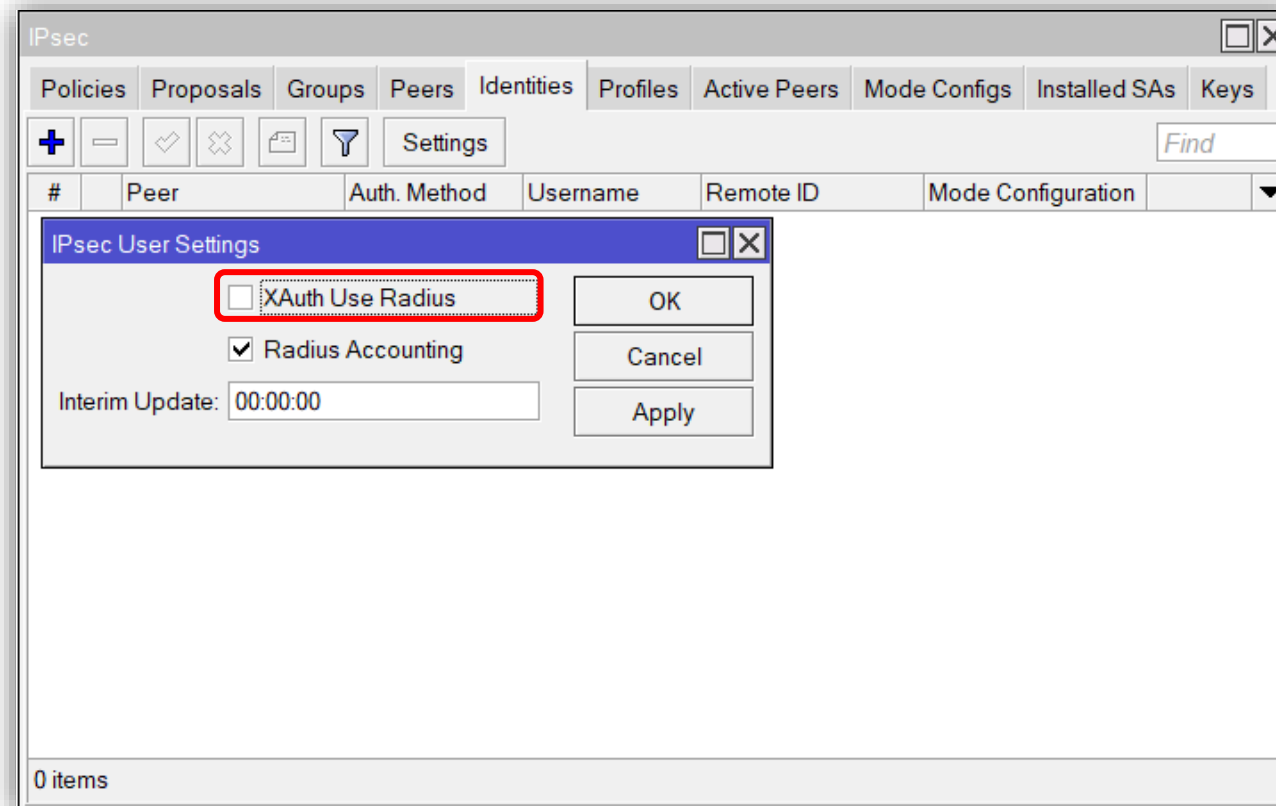 IPsec
Policies Proposals Groups Peers Identities Profiles Active Peers Mode Configs Installed SAs Keys
Settings Find
# Peer Auth. Method Username Remote ID Mode Configuration
IPsec User Settings
XAuth Use Radius OK
Radius Accounting Cancel
Interim Update: 00:00:00 Apply
0 items